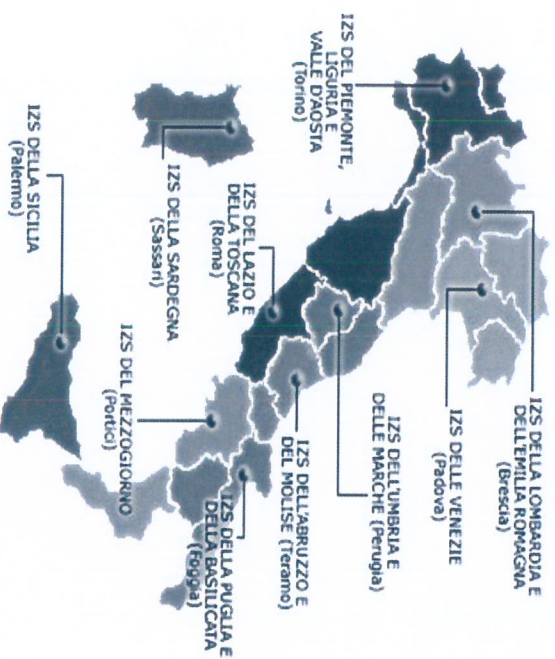 IZS DEL PIEMONTE,
LIGURIA E
VALLE D'AOSTA
(Torino)
IZS DELLA LOMBARDIA E
DELL'EMILIA ROMAGNA
(Brescia)
IZS DELLE VENEZIE
(Padova)
IZS DELL'UMBRIA E
DELLE MARCHE (Perugia)
IZS DELL'ABRUZZO E
DEL MOLISE (Teramo)
IZS DELLA PUGLIA E
DELLA BASILICATA
(Foggia)
IZS DEL LAZIO E
DELLA TOSCANA
(Roma)
IZS DELLA SARDEGNA
(Sassari)
IZS DEL MEZZOGIORNO
(Portici)
IZS DELLA SICILIA
(Palermo)